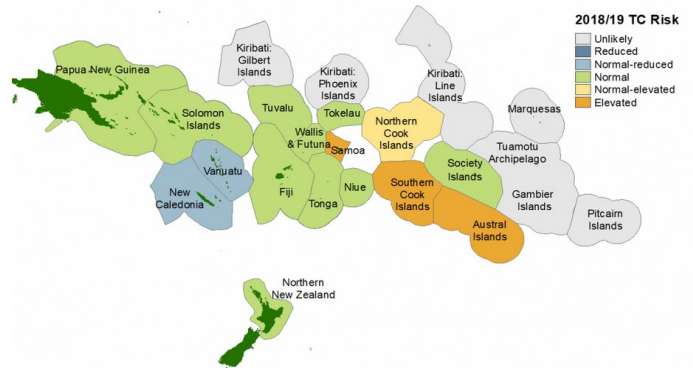 2018/19 TC Risk
Unlikely
Reduced
Normal-reduced
Normal
Normal-elevated
Elevated
Papua New Guinea
Kiribati
Gilbert
Islands
Kiribati:
Phoenix
Islands
Kiribati:
Line
Islands
Marquesas
Solomon
Islands
Tuvalu
Tokelau
Northern
Cook
Islands
Wallis
& Futuna
Samoa
Tuamotu
Archipelago
Vanuatu
Society
Islands
New
Caledonia
Fiji
Tonga
Niue
Southern
Cook
Islands
Gambier
Islands
Austral
Islands
Pitcairn
Islands
Northern
New Zealand